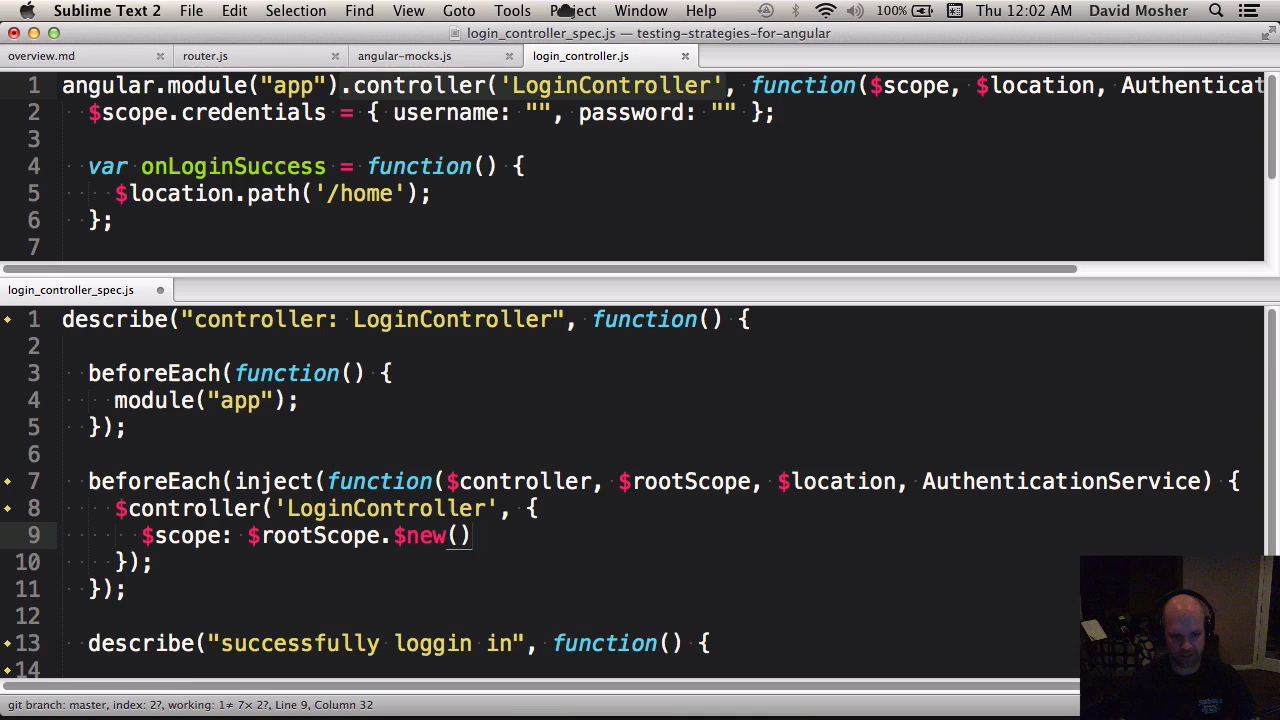 Sublime Text 2 File Edit Selection Find View Goto Tools Project Window Help 100% Thu 12:02 AM David Mosher
login_controller_spec.js — testing-strategies-for-angular
overview.md router.js angular-mocks.js login_controller.js
1 angular.module("app").controller('LoginController', function($scope, $location, Authenticat
2 $scope.credentials = { username: "", password: "" };
3
4 var onLoginSuccess = function() {
5 $location.path('/home');
6 };
7
login_controller_spec.js
1 describe("controller: LoginController", function() {
2
3 beforeEach(function() {
4 module("app");
5 });
6
7 beforeEach(inject(function($controller, $rootScope, $location, AuthenticationService) {
8 $controller('LoginController', {
9 $scope: $rootScope.$new()
10 });
11 });
12
13 describe("successfully loggin in", function() {
14
git branch: master, index: 2?, working: 1≠ 7× 2?, Line 9, Column 32